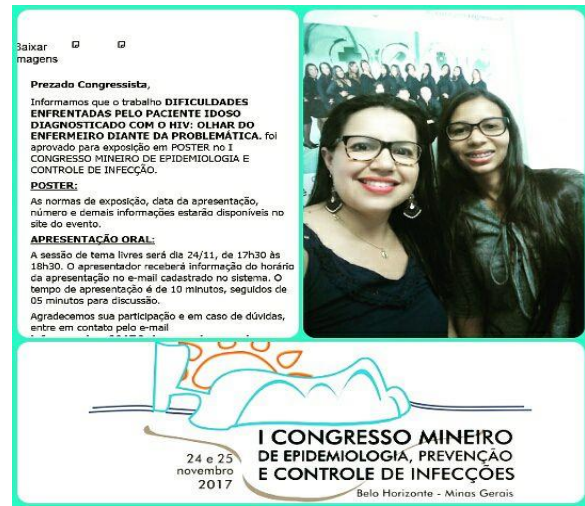 Baixar
imagens
Prezado Congressista,
Informamos que o trabalho DIFICULDADES
ENFRENTADAS PELO PACIENTE IDOSO
DIAGNOSTICADO COM O HIV: OLHAR DO
ENFERMEIRO DIANTE DA PROBLEMÁTICA. foi
aprovado para exposição em POSTER no I
CONGRESSO MINEIRO DE EPIDEMIOLOGIA E
CONTROLE DE INFECÇÃO.
POSTER:
As normas de exposição, data da apresentação,
número e demais informações estarão disponíveis no
site do evento.
APRESENTAÇÃO ORAL:
A sessão de tema livres será dia 24/11, de 17h30 às
18h30. O apresentador receberá informação do horário
da apresentação no e-mail cadastrado no sistema. O
tempo de apresentação é de 10 minutos, seguidos de
05 minutos para discussão.
Agradecemos sua participação e em caso de dúvidas,
entre em contato pelo e-mail
24 e 25
novembro
2017
I CONGRESSO MINEIRO
DE EPIDEMIOLOGIA, PREVENÇÃO
E CONTROLE DE INFECÇÕES
Belo Horizonte - Minas Gerais